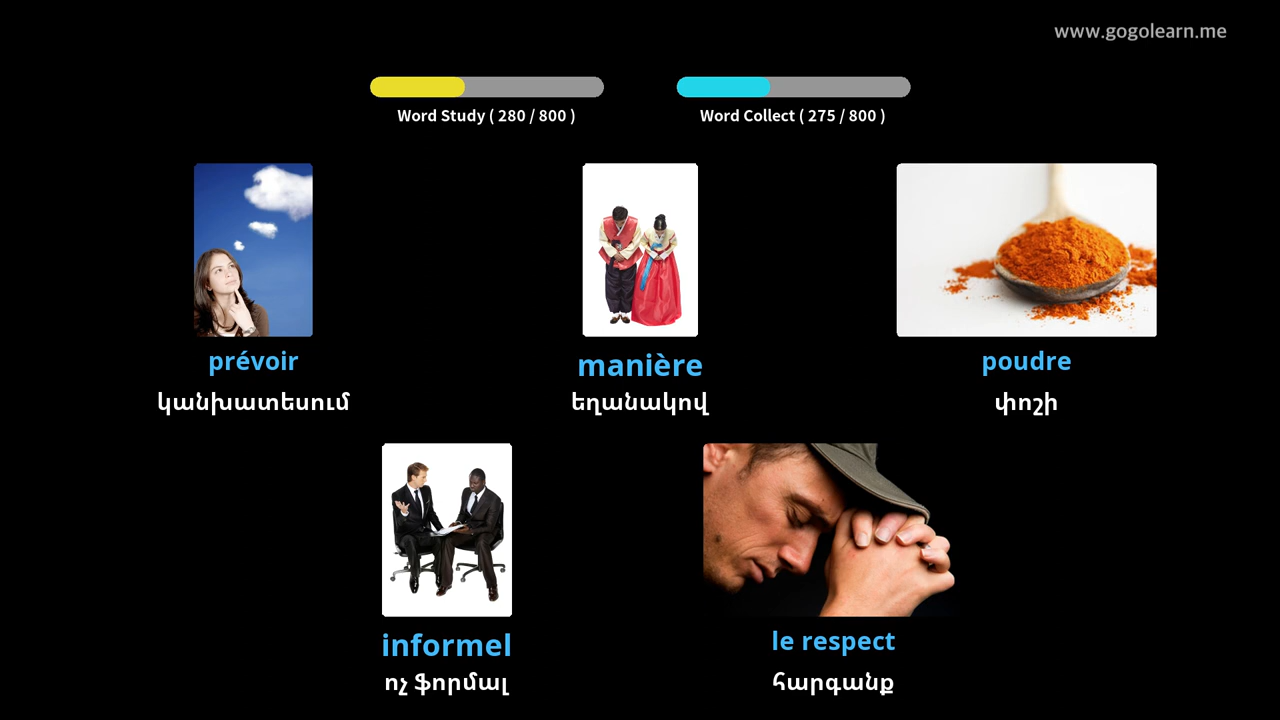 www.gogolearn.me
Word Study ( 280 / 800 )
Word Collect ( 275 / 800 )
prévoir
կանխատեսում
manière
եղանակով
poudre
փոշի
informel
ոչ ֆորմալ
le respect
հարգանք